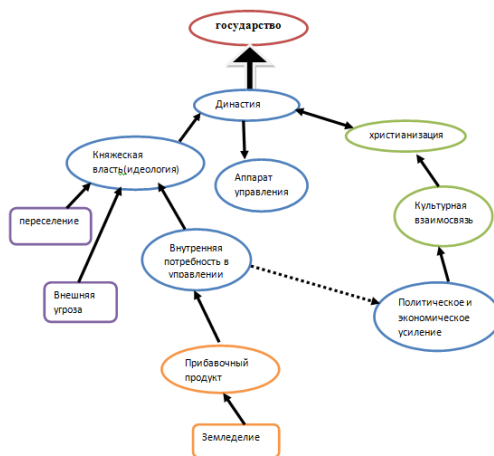 государство
Династия
христианизация
Княжеская
власть(идеология)
Аппарат
управления
Культурная
взаимосвязь
переселение
Внутренняя
потребность в
упоавлении
Внешняя
угроза
Политическое и
экономическое
усиление
Прибавочный
продукт
Земледелие